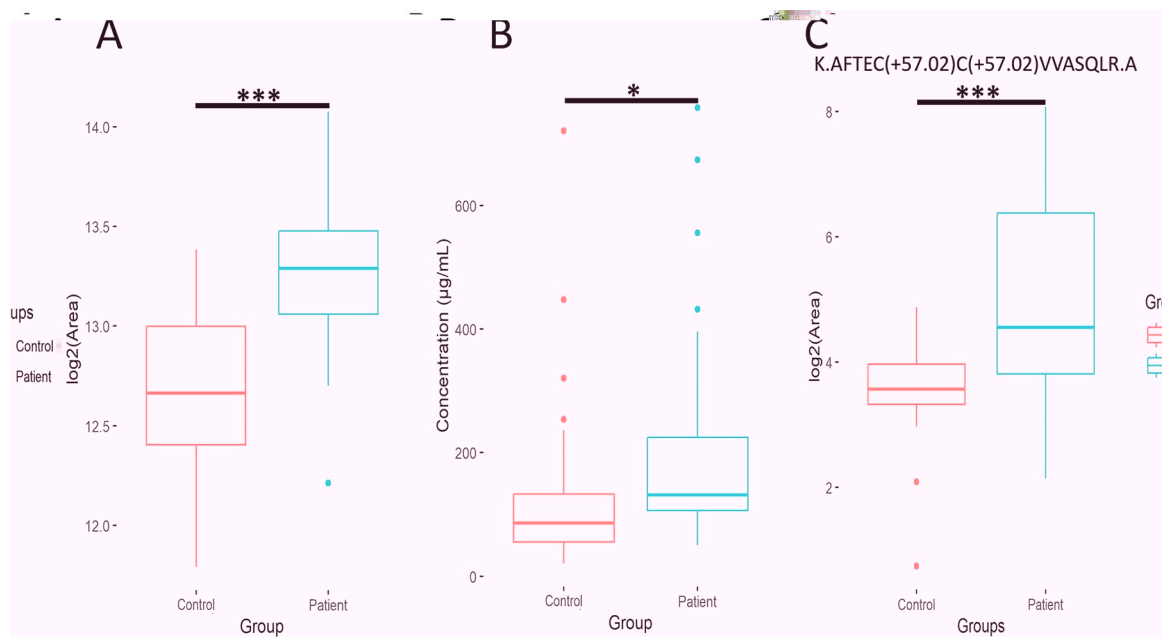 A
***
14.0
13.5
13.0
12.5
12.0
log2(Area)
ups
Control
Patient
Control
Patient
Group
B
*
600
400
200
0
Concentration (µg/mL)
Control
Patient
Group
C
K.AFTEC(+57.02)C(+57.02)VVASQLR.A
***
8
6
4
2
log2(Area)
Control
Patient
Groups